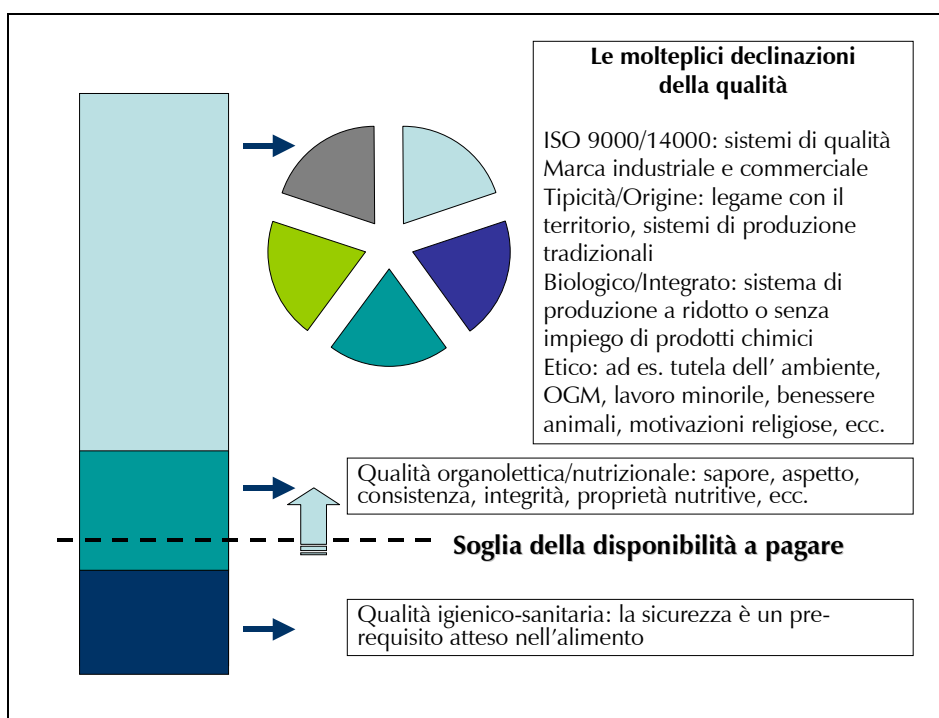 Le molteplici declinazioni
della qualità
ISO 9000/14000: sistemi di qualità
Marca industriale e commerciale
Tipicità/Origine: legame con il
territorio, sistemi di produzione
tradizionali
Biologico/Integrato: sistema di
produzione a ridotto o senza
impiego di prodotti chimici
Etico: ad es. tutela dell' ambiente,
OGM, lavoro minorile, benessere
animali, motivazioni religiose, ecc.
Qualità organolettica/nutrizionale: sapore, aspetto,
consistenza, integrità, proprietà nutritive, ecc.
Soglia della disponibilità a pagare
Qualità igienico-sanitaria: la sicurezza è un pre-
requisito atteso nell'alimento